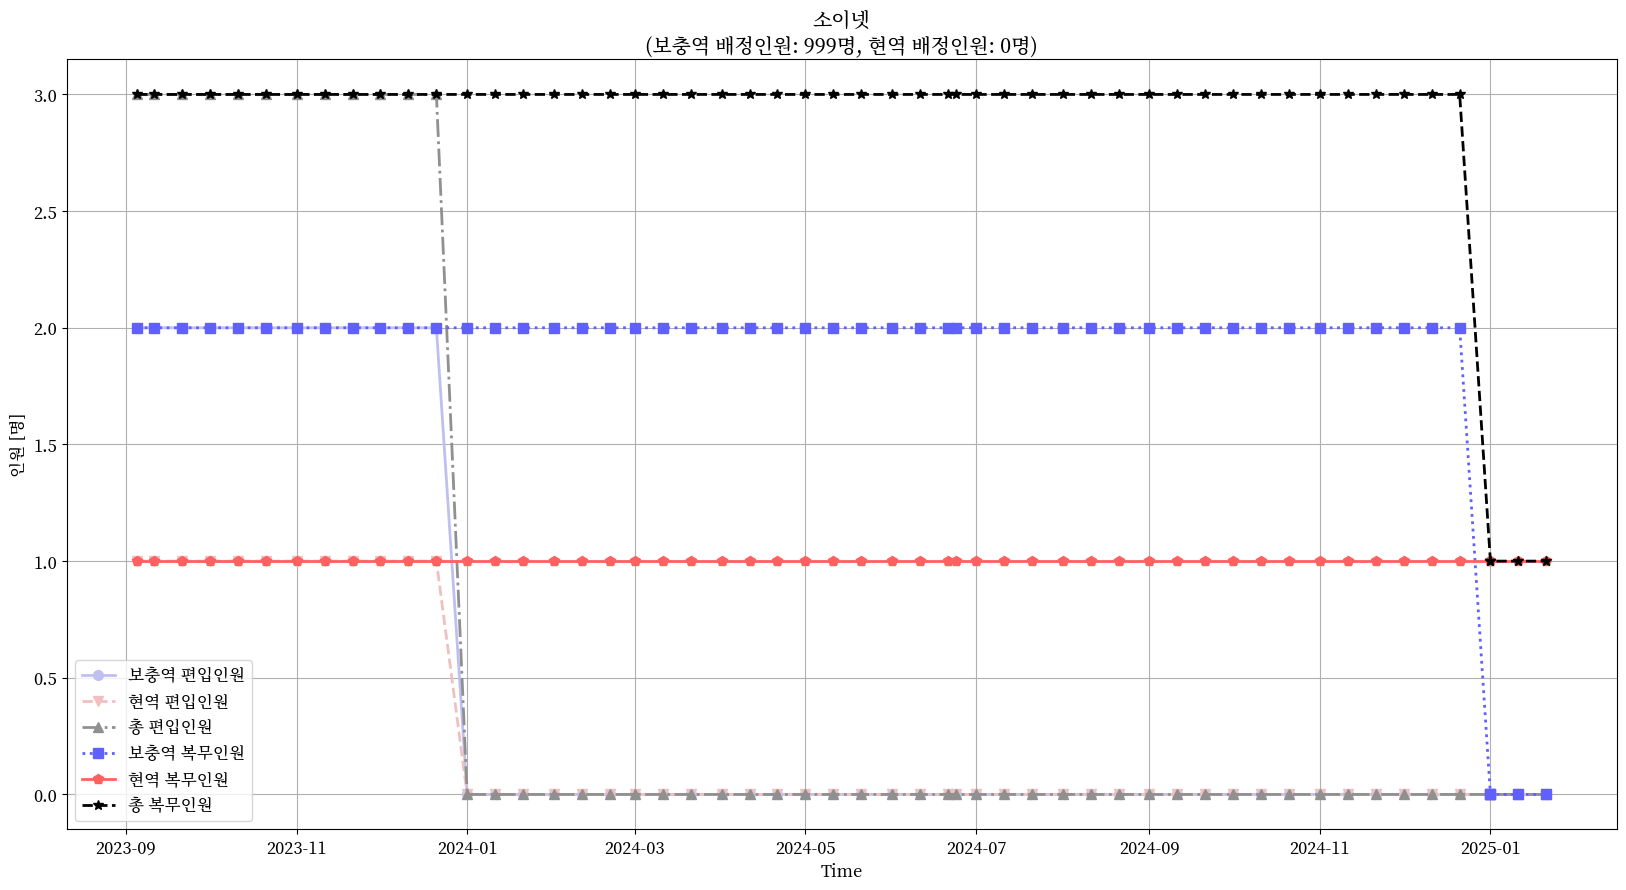 소이넷
(보충역 배정인원: 999명, 현역 배정인원: 0명)
인원 [명]
3.0
2.5
2.0
1.5
1.0
0.5
0.0
보충역 편입인원
현역 편입인원
총 편입인원
보충역 복무인원
현역 복무인원
총 복무인원
2023-09
2023-11
2024-01
2024-03
2024-05
2024-07
2024-09
2024-11
2025-01
Time